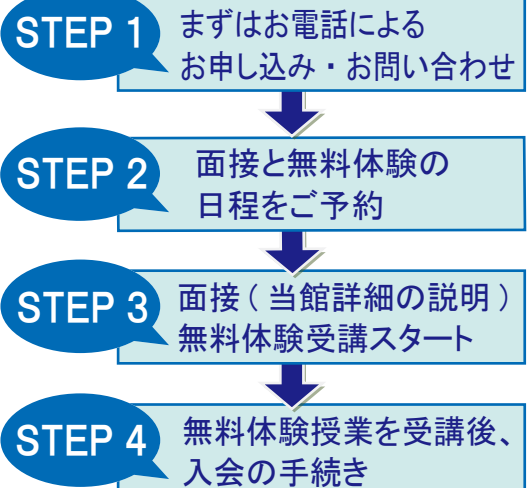 STEP 1
まずはお電話による
お申し込み・お問い合わせ
STEP 2
面接と無料体験の
日程をご予約
STEP 3
面接 ( 当館詳細の説明 )
無料体験受講スタート
STEP 4
無料体験授業を受講後、
入会の手続き